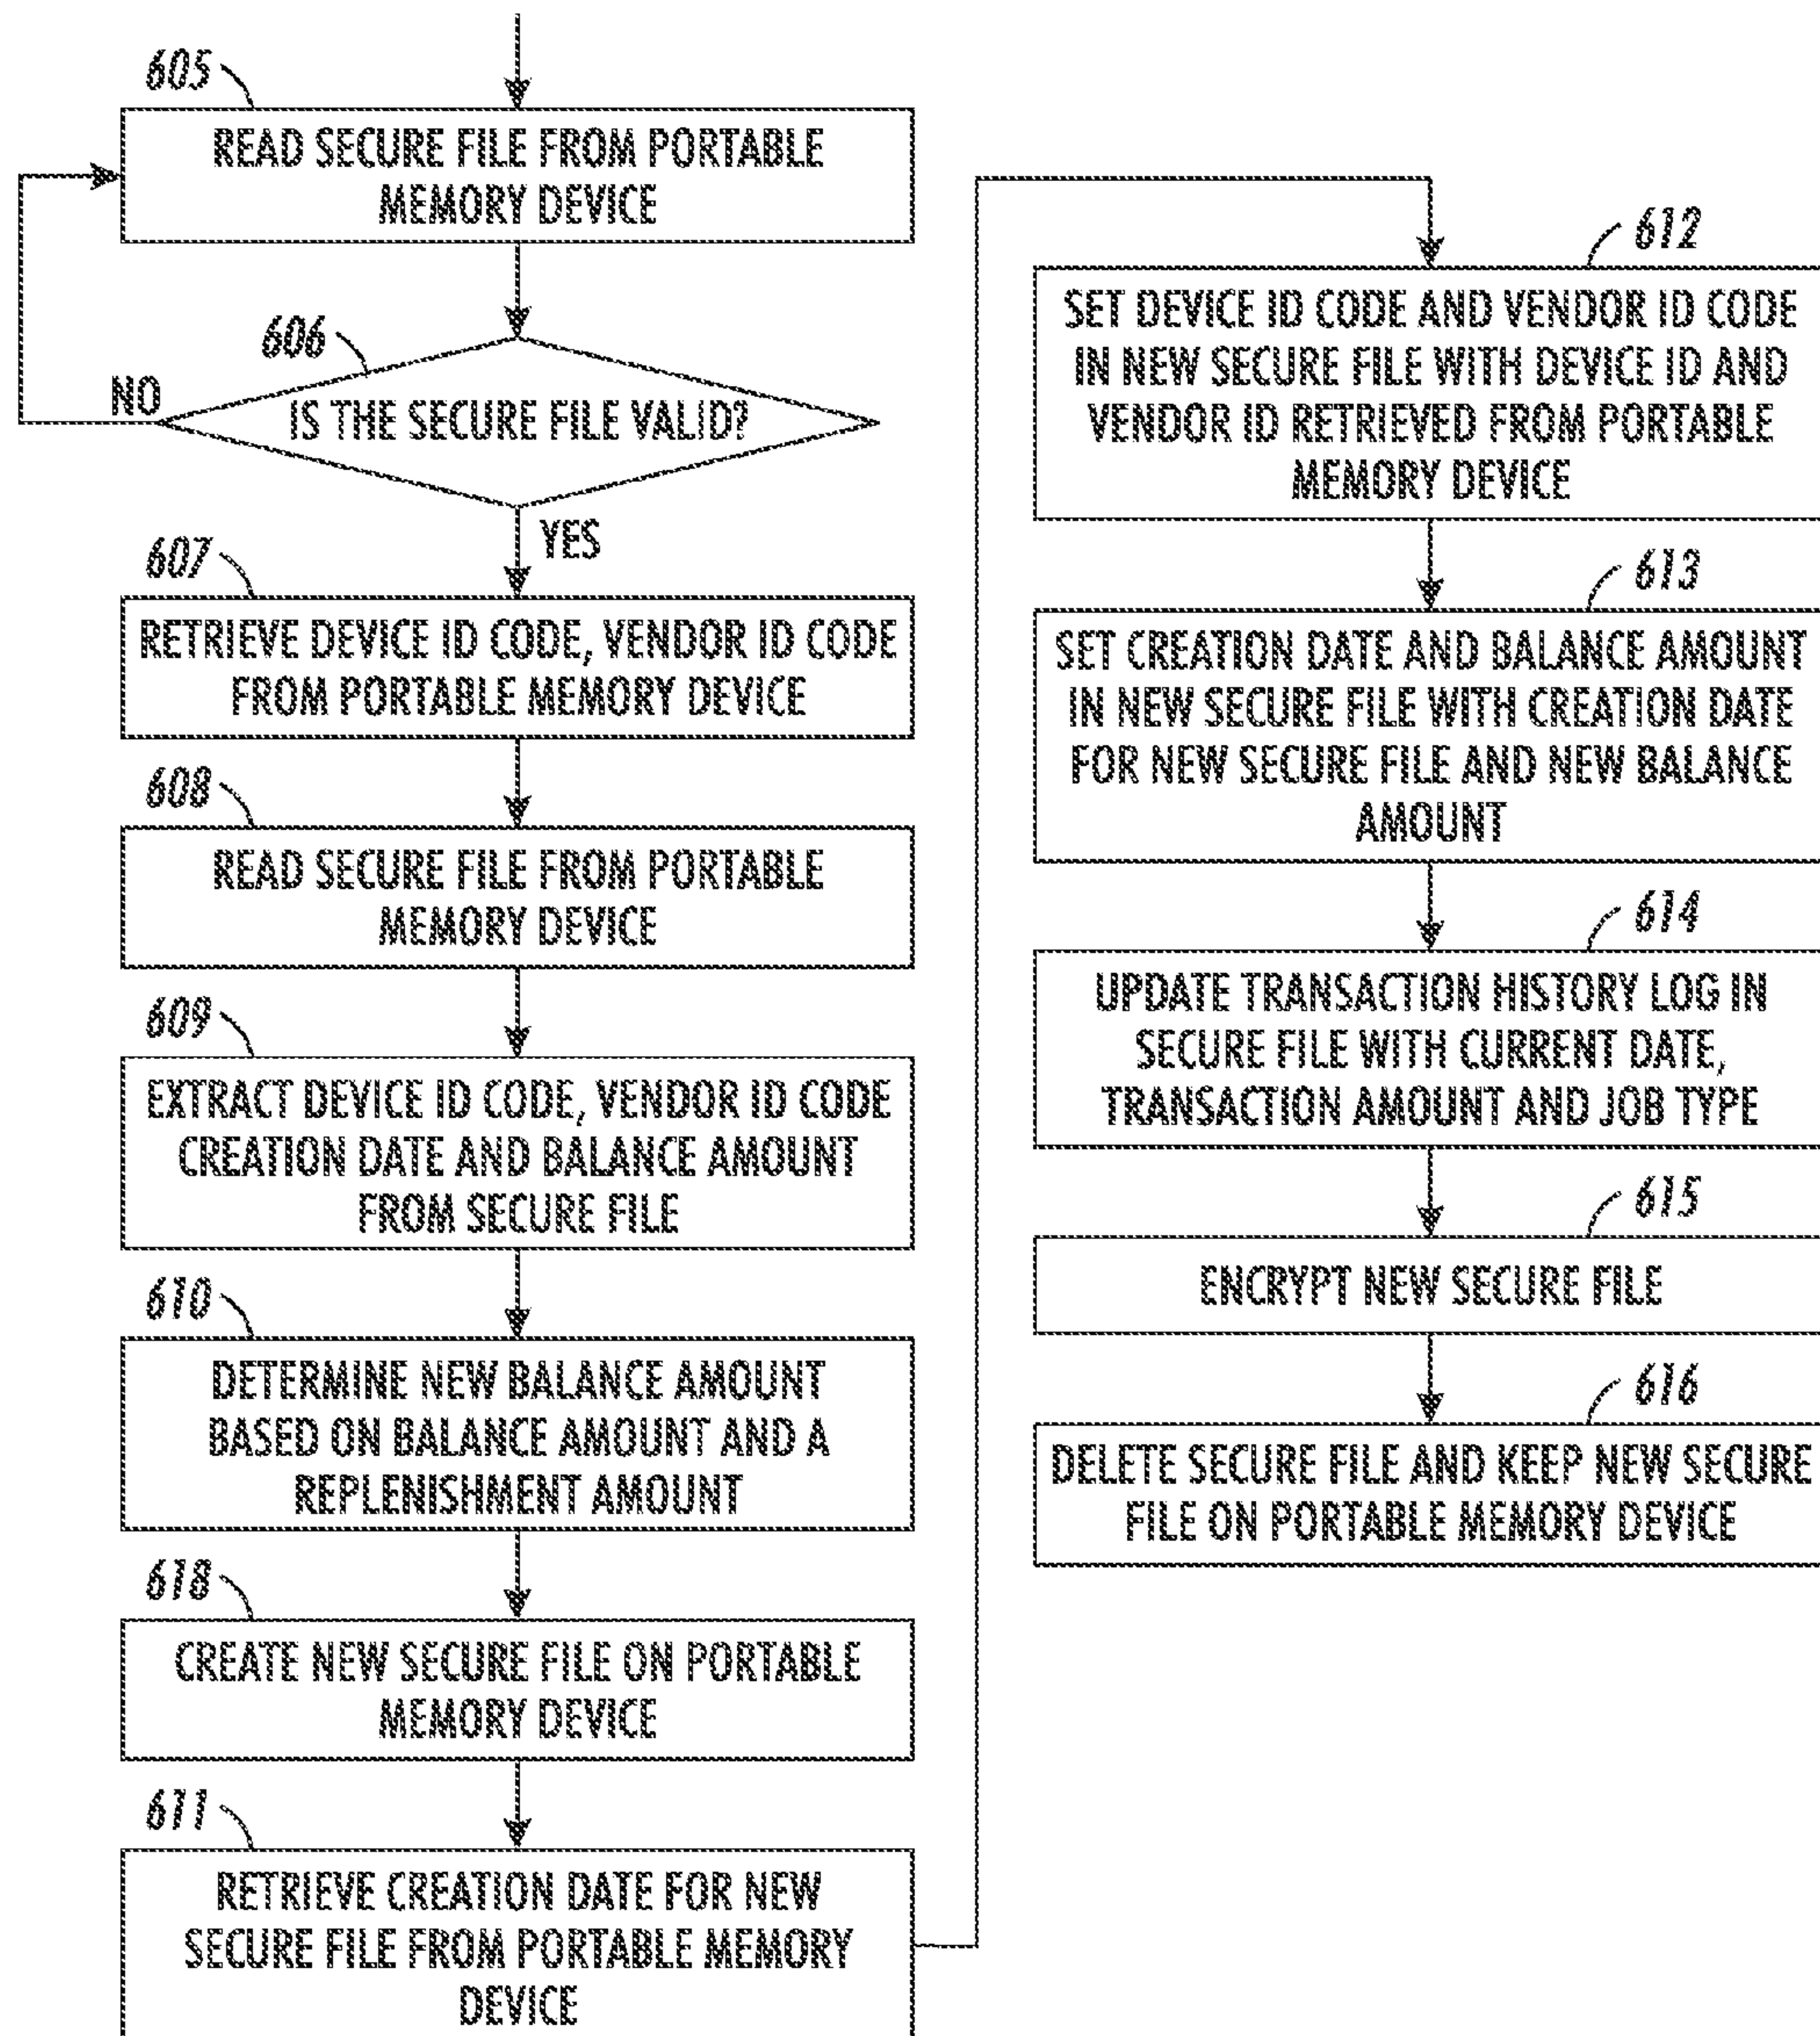 605
READ SECURE FILE FROM PORTABLE
MEMORY DEVICE
606
NO
IS THE SECURE FILE VALID?
YES
607
RETRIEVE DEVICE ID CODE, VENDOR ID CODE
FROM PORTABLE MEMORY DEVICE
608
READ SECURE FILE FROM PORTABLE
MEMORY DEVICE
609
EXTRACT DEVICE ID CODE, VENDOR ID CODE
CREATION DATE AND BALANCE AMOUNT
FROM SECURE FILE
610
DETERMINE NEW BALANCE AMOUNT
BASED ON BALANCE AMOUNT AND A
REPLENISHMENT AMOUNT
618
CREATE NEW SECURE FILE ON PORTABLE
MEMORY DEVICE
611
RETRIEVE CREATION DATE FOR NEW
SECURE FILE FROM PORTABLE MEMORY
DEVICE
612
SET DEVICE ID CODE AND VENDOR ID CODE
IN NEW SECURE FILE WITH DEVICE ID AND
VENDOR ID RETRIEVED FROM PORTABLE
MEMORY DEVICE
613
SET CREATION DATE AND BALANCE AMOUNT
IN NEW SECURE FILE WITH CREATION DATE
FOR NEW SECURE FILE AND NEW BALANCE
AMOUNT
614
UPDATE TRANSACTION HISTORY LOG IN
SECURE FILE WITH CURRENT DATE,
TRANSACTION AMOUNT AND JOB TYPE
615
ENCRYPT NEW SECURE FILE
616
DELETE SECURE FILE AND KEEP NEW SECURE
FILE ON PORTABLE MEMORY DEVICE